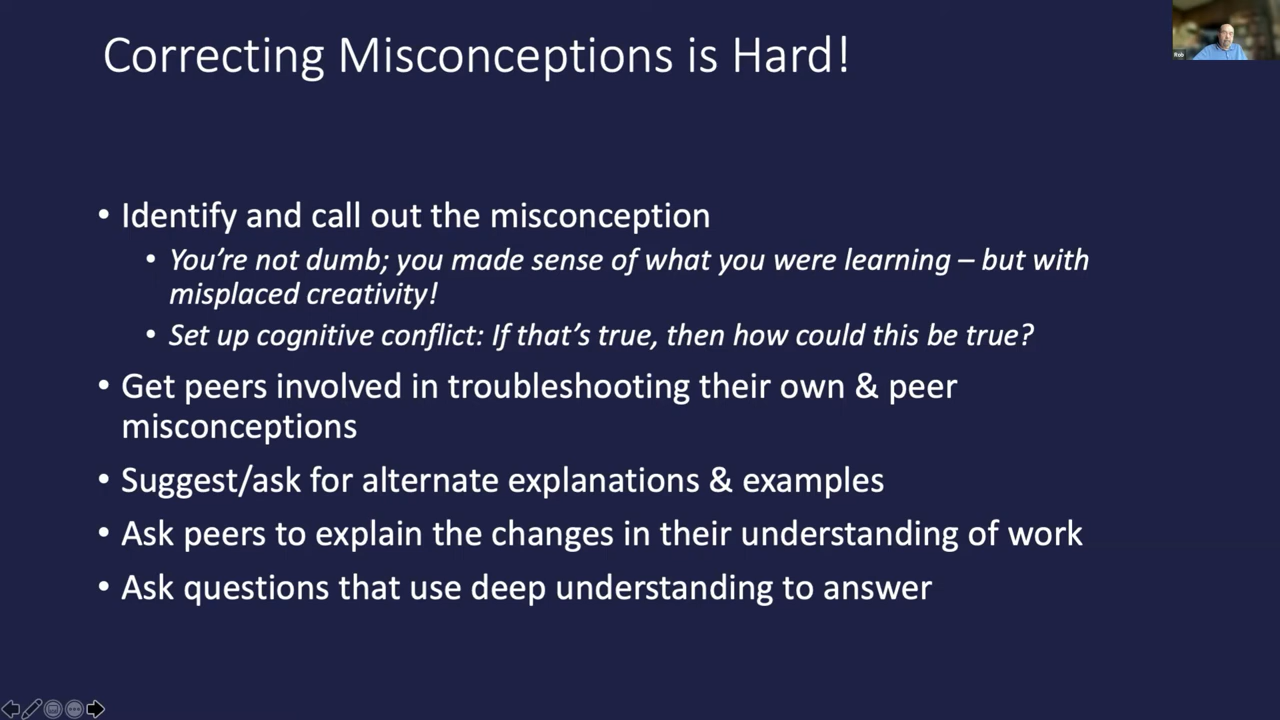 Correcting Misconceptions is Hard!
Rob
• Identify and call out the misconception
• You’re not dumb; you made sense of what you were learning – but with
misplaced creativity!
• Set up cognitive conflict: If that’s true, then how could this be true?
• Get peers involved in troubleshooting their own & peer
misconceptions
• Suggest/ask for alternate explanations & examples
• Ask peers to explain the changes in their understanding of work
• Ask questions that use deep understanding to answer